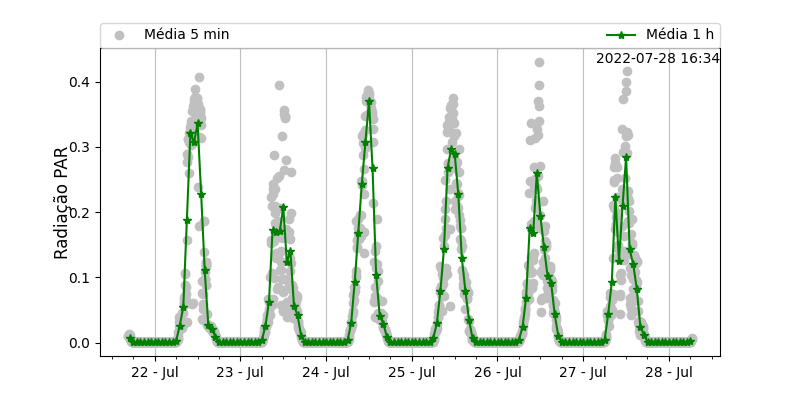 Média 5 min
Média 1 h
2022-07-28 16:34
Radiação PAR
0.4
0.3
0.2
0.1
0.0
22 - Jul
23 - Jul
24 - Jul
25 - Jul
26 - Jul
27 - Jul
28 - Jul